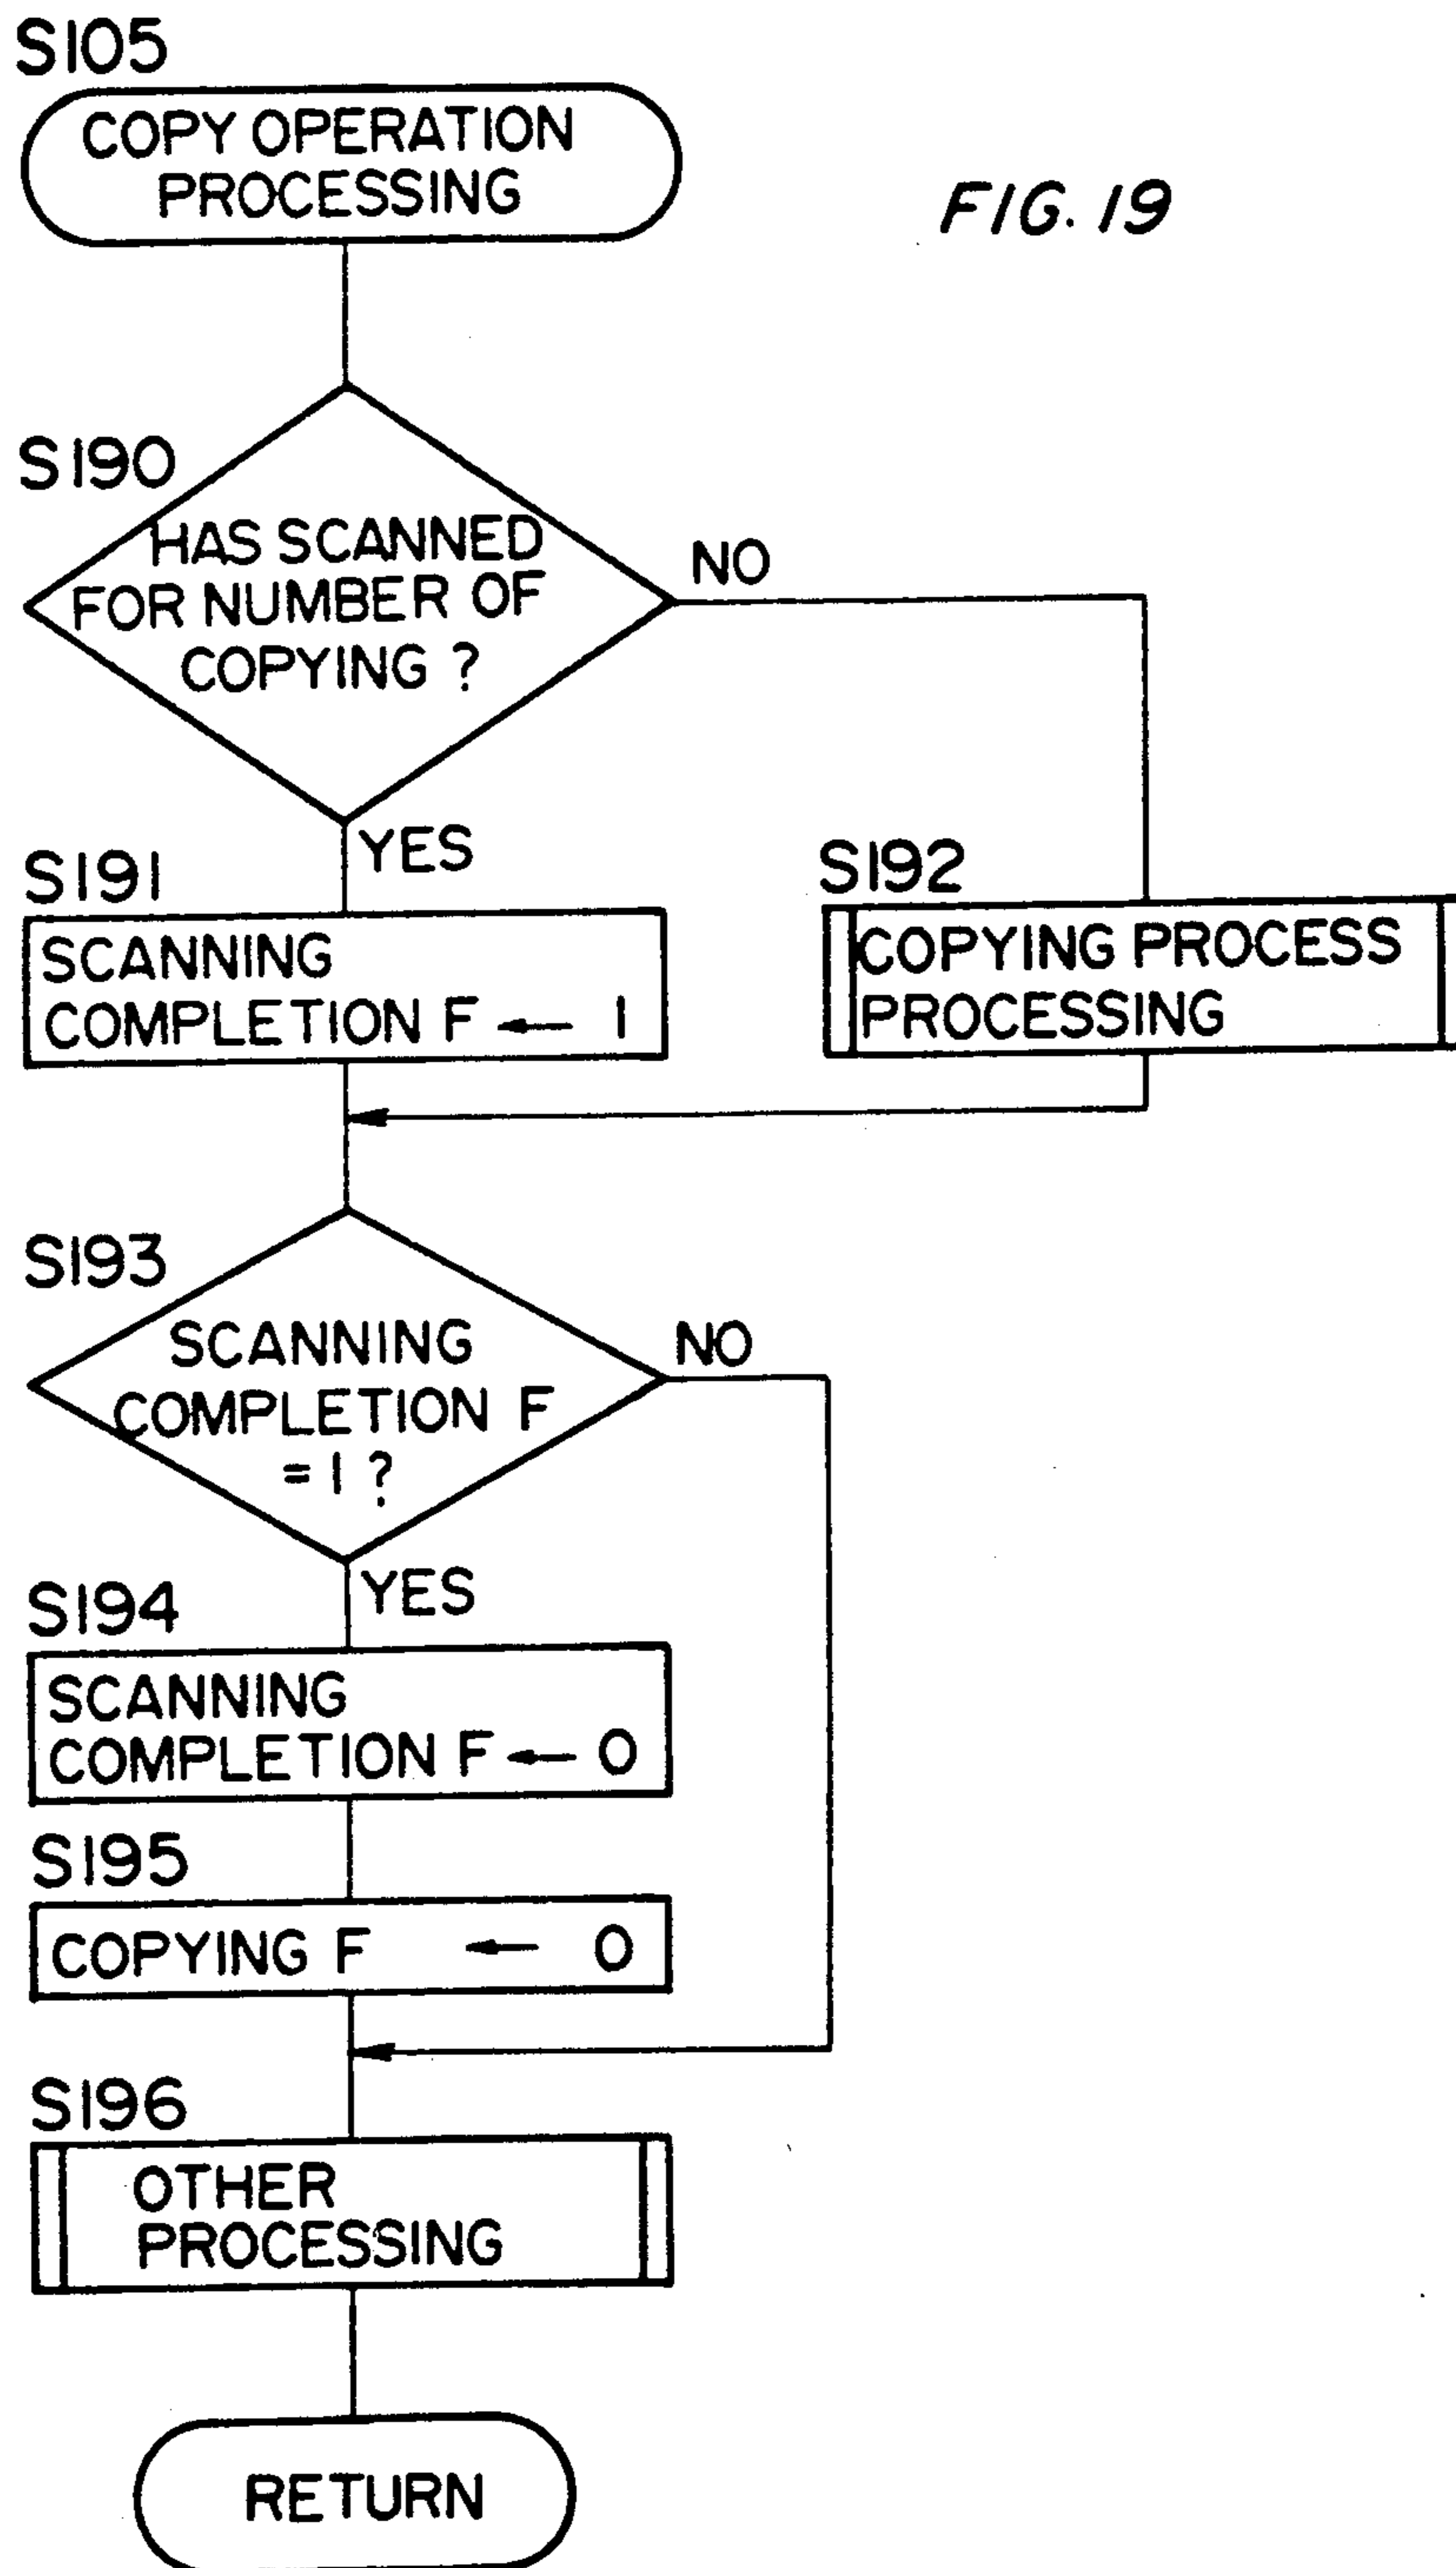 S105
COPY OPERATION
PROCESSING
FIG. 19
S190
HAS SCANNED
FOR NUMBER OF
COPYING ?
NO
YES
S191
SCANNING
COMPLETION F ← 1
S192
COPYING PROCESS
PROCESSING
S193
SCANNING
COMPLETION F
= 1 ?
NO
YES
S194
SCANNING
COMPLETION F ← 0
S195
COPYING F ← 0
S196
OTHER
PROCESSING
RETURN